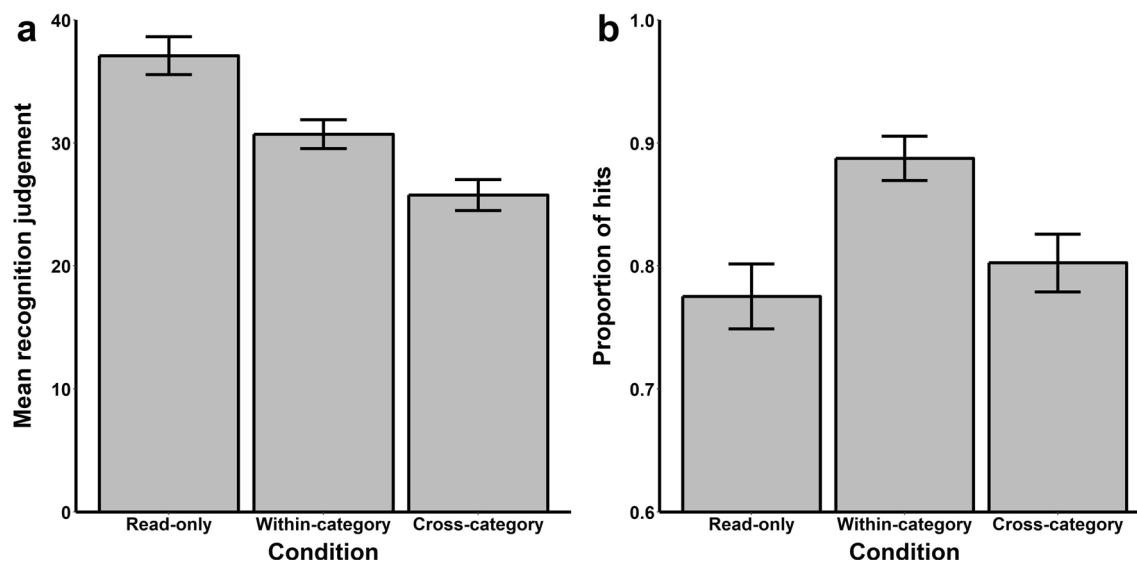 a
Mean recognition judgement
40
30
20
10
0
Read-only Within-category Cross-category
Condition
b
Proportion of hits
1.0
0.9
0.8
0.7
0.6
Read-only Within-category Cross-category
Condition